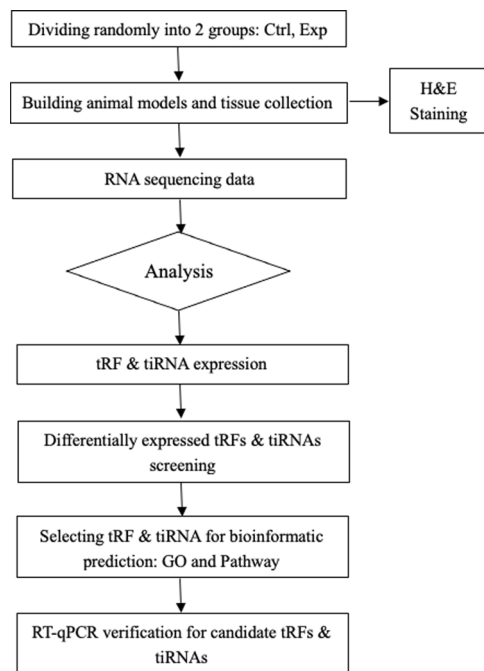 Dividing randomly into 2 groups: Ctrl, Exp
Building animal models and tissue collection
H&E
Staining
RNA sequencing data
Analysis
tRF & tiRNA expression
Differentially expressed tRFs & tiRNAs
screening
Selecting tRF & tiRNA for bioinformatic
prediction: GO and Pathway
RT-qPCR verification for candidate tRFs &
tiRNAs